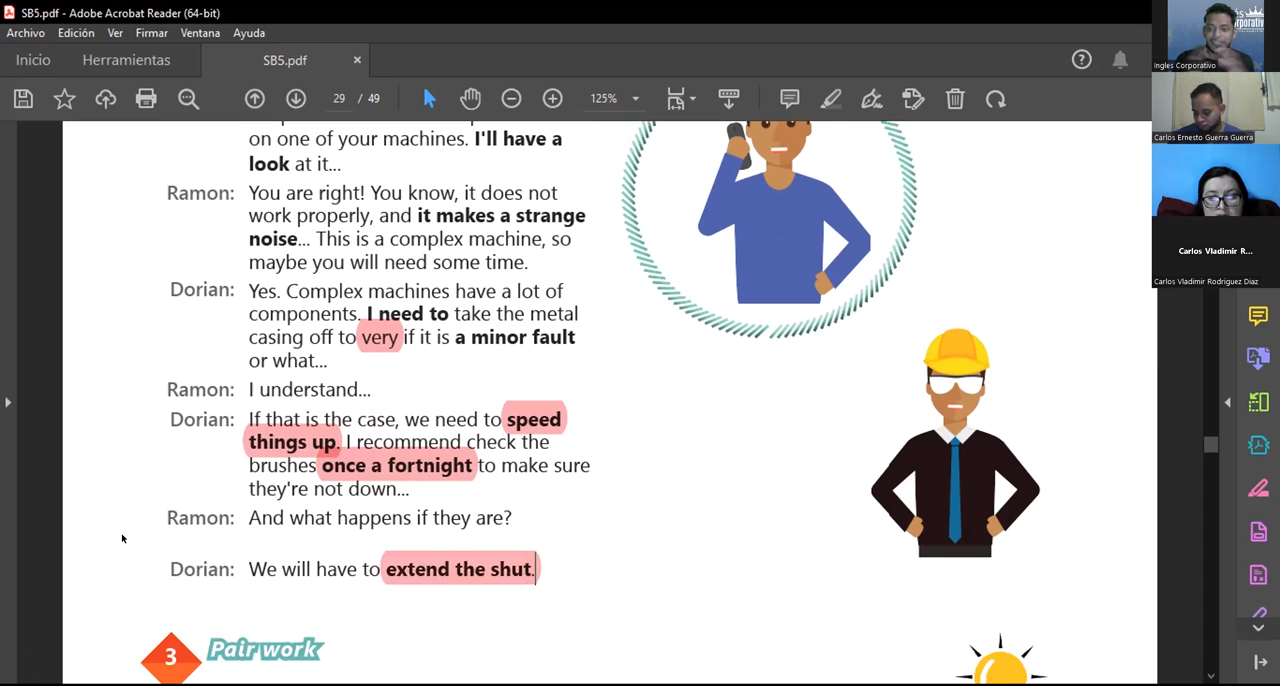 SB5.pdf - Adobe Acrobat Reader (64-bit)
Archivo Edición Ver Firmar Ventana Ayuda
Inicio Herramientas SB5.pdf ×
29 / 49 125%
on one of your machines. I'll have a
look at it...
Ramon: You are right! You know, it does not
work properly, and it makes a strange
noise... This is a complex machine, so
maybe you will need some time.
Dorian: Yes. Complex machines have a lot of
components. I need to take the metal
casing off to very if it is a minor fault
or what...
Ramon: I understand...
Dorian: If that is the case, we need to speed
things up. I recommend check the
brushes once a fortnight to make sure
they're not down...
Ramon: And what happens if they are?
Dorian: We will have to extend the shut.
3 Pair work
Ingles Corporativo
Carlos Ernesto Guerra Guerra
Carlos Vladimir R...
Carlos Vladimir Rodriguez Diaz